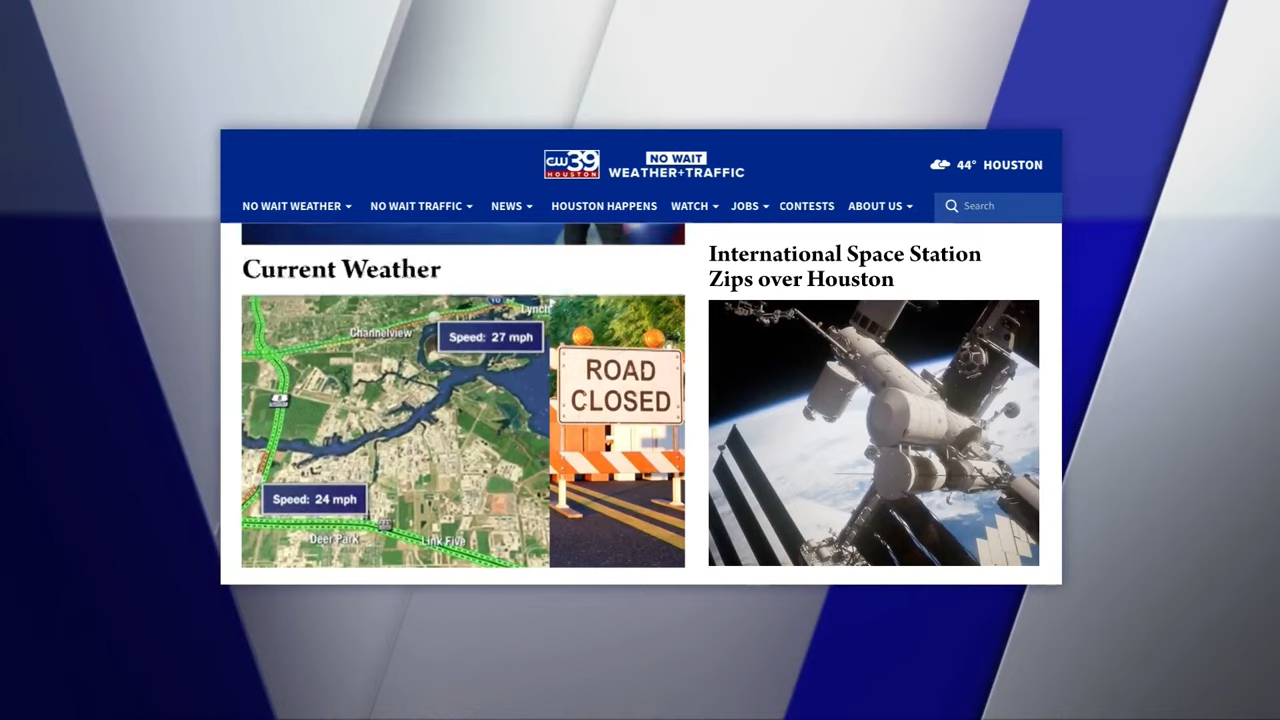 CW39
HOUSTON
NO WAIT
WEATHER+TRAFFIC
44° HOUSTON
NO WAIT WEATHER
NO WAIT TRAFFIC
NEWS
HOUSTON HAPPENS
WATCH
JOBS
CONTESTS
ABOUT US
Search
Current Weather
Lynch
Channelview
Speed: 27 mph
Speed: 24 mph
Deer Park
Link Five
ROAD
CLOSED
International Space Station
Zips over Houston